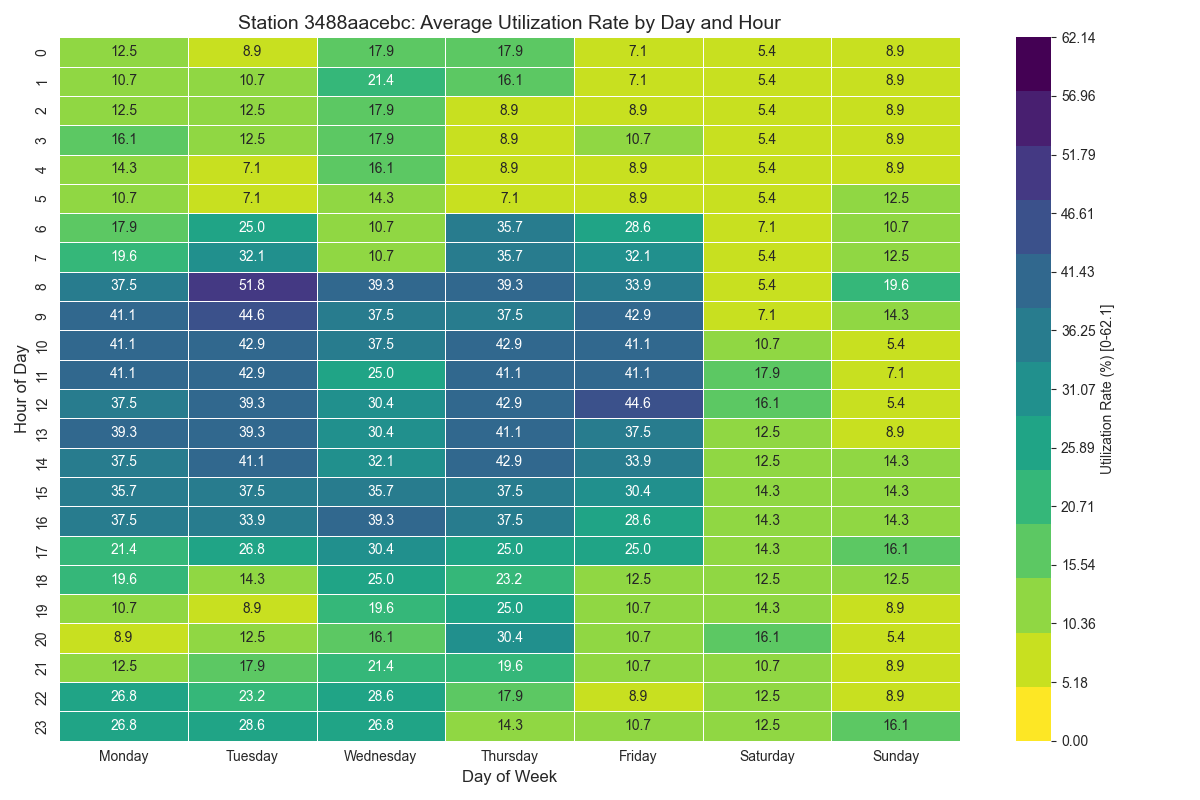 Station 3488aacebc: Average Utilization Rate by Day and Hour
0 12.5 8.9 17.9 17.9 7.1 5.4 8.9
1 10.7 10.7 21.4 16.1 7.1 5.4 8.9
2 12.5 12.5 17.9 8.9 8.9 5.4 8.9
3 16.1 12.5 17.9 8.9 10.7 5.4 8.9
4 14.3 7.1 16.1 8.9 8.9 5.4 8.9
5 10.7 7.1 14.3 7.1 8.9 5.4 12.5
6 17.9 25.0 10.7 35.7 28.6 7.1 10.7
7 19.6 32.1 10.7 35.7 32.1 5.4 12.5
8 37.5 51.8 39.3 39.3 33.9 5.4 19.6
9 41.1 44.6 37.5 37.5 42.9 7.1 14.3
10 41.1 42.9 37.5 42.9 41.1 10.7 5.4
11 41.1 42.9 25.0 41.1 41.1 17.9 7.1
12 37.5 39.3 30.4 42.9 44.6 16.1 5.4
13 39.3 39.3 30.4 41.1 37.5 12.5 8.9
14 37.5 41.1 32.1 42.9 33.9 12.5 14.3
15 35.7 37.5 35.7 37.5 30.4 14.3 14.3
16 37.5 33.9 39.3 37.5 28.6 14.3 14.3
17 21.4 26.8 30.4 25.0 25.0 14.3 16.1
18 19.6 14.3 25.0 23.2 12.5 12.5 12.5
19 10.7 8.9 19.6 25.0 10.7 14.3 8.9
20 8.9 12.5 16.1 30.4 10.7 16.1 5.4
21 12.5 17.9 21.4 19.6 10.7 10.7 8.9
22 26.8 23.2 28.6 17.9 8.9 12.5 8.9
23 26.8 28.6 26.8 14.3 10.7 12.5 16.1
Monday Tuesday Wednesday Thursday Friday Saturday Sunday
Day of Week
Hour of Day
62.14
56.96
51.79
46.61
41.43
36.25
31.07
25.89
20.71
15.54
10.36
5.18
0.00
Utilization Rate (%) [0-62.1]